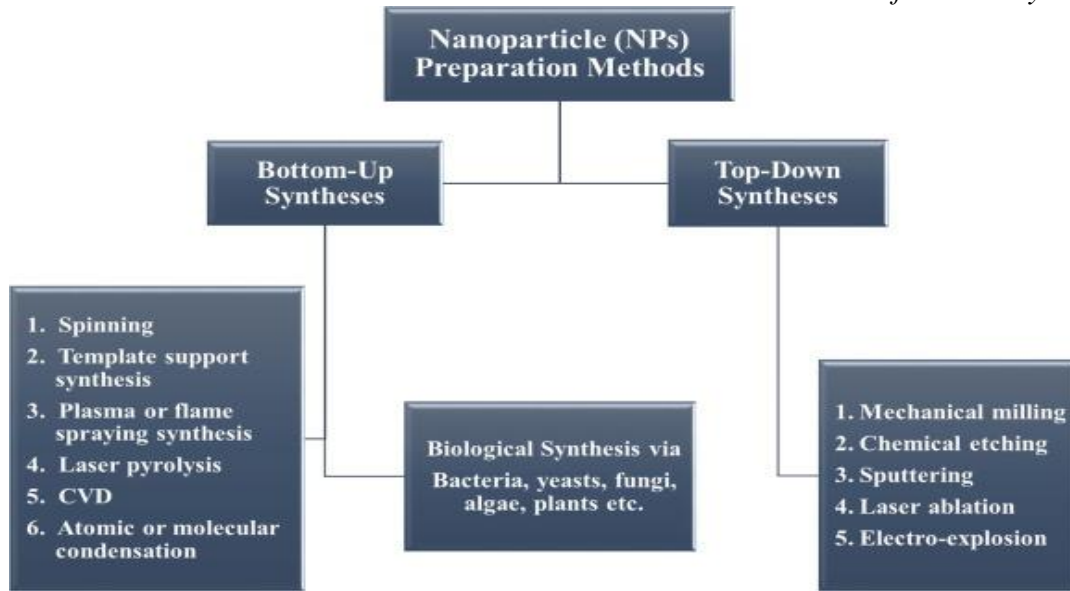 Nanoparticle (NPs)
Preparation Methods
Bottom-Up
Syntheses
Top-Down
Syntheses
1. Spinning
2. Template support
synthesis
3. Plasma or flame
spraying synthesis
4. Laser pyrolysis
5. CVD
6. Atomic or molecular
condensation
Biological Synthesis via
Bacteria, yeasts, fungi,
algae, plants etc.
1. Mechanical milling
2. Chemical etching
3. Sputtering
4. Laser ablation
5. Electro-explosion